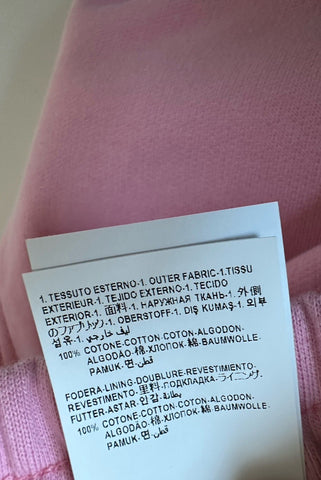 1. TESSUTO ESTERNO-1. OUTER FABRIC-1.TISSU
EXTERIEUR-1. TEJIDO EXTERNO-1. TECIDO
EXTERIOR-1. 面料-1. НАРУЖНАЯ ТКАНЬ-1. 外側
のファブリック-1. OBERSTOFF-1. DIŞ KUMAŞ-1. 외부
섬유-1. ليف خارجي
100% COTONE-COTTON-COTON-ALGODON-
ALGODÃO-棉-ХЛОПОК-綿-BAUMWOLLE-
PAMUK-면-قطن
FODERA-LINING-DOUBLURE-REVESTIMIENTO-
REVESTIMENTO-里料-ПОДКЛАДКА-ライニング-
FUTTER-ASTAR-안감-بطانة
100% COTONE-COTTON-COTON-ALGODON-
ALGODÃO-棉-ХЛОПОК-綿-BAUMWOLLE-
PAMUK-면-قطن